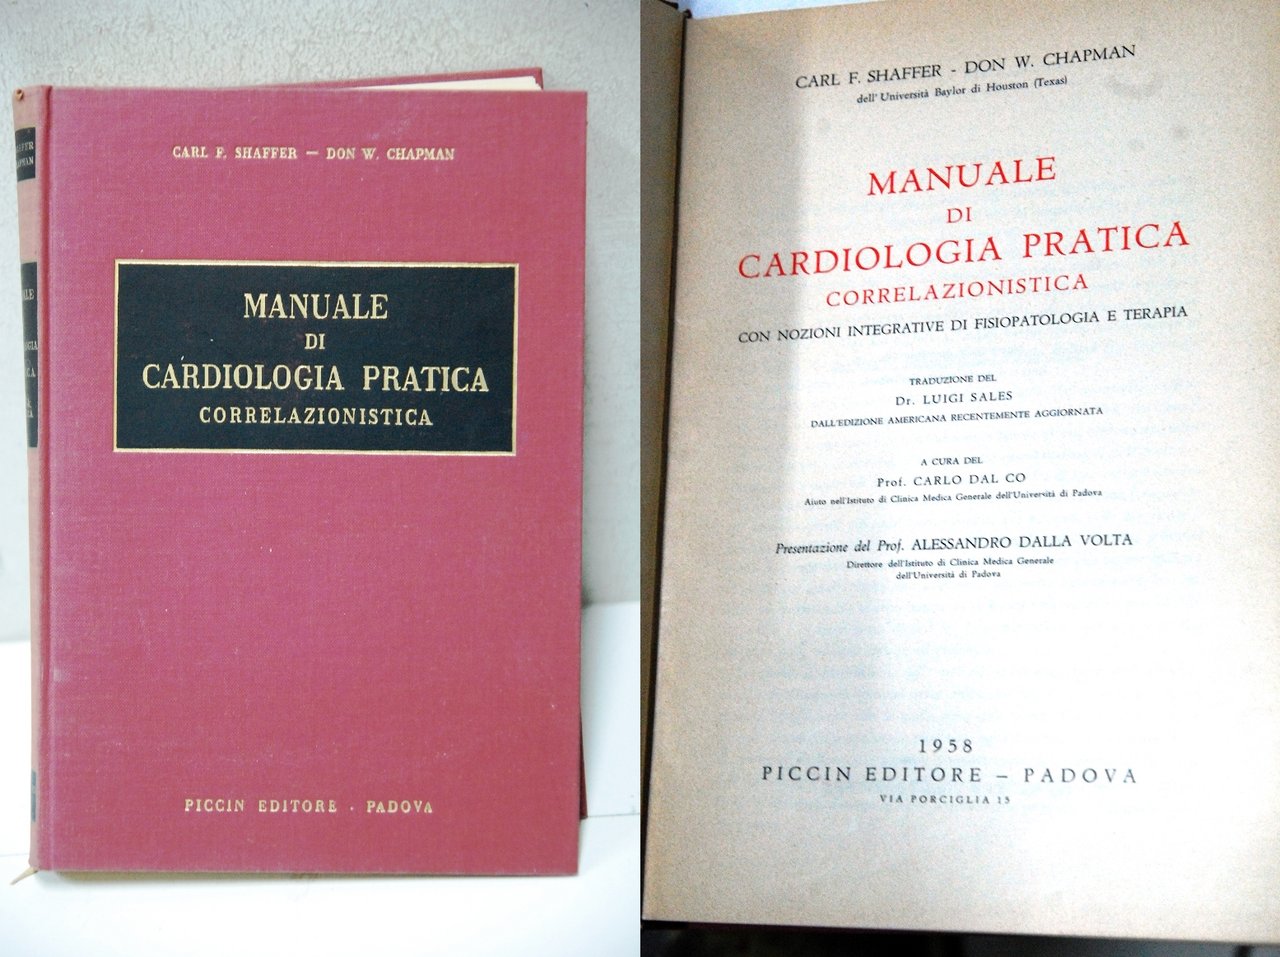 CARL F. SHAFFER — DON W. CHAPMAN
MANUALE
DI
CARDIOLOGIA PRATICA
CORRELAZIONISTICA
PICCIN EDITORE · PADOVA
CARL F. SHAFFER - DON W. CHAPMAN
dell'Università Baylor di Houston (Texas)
MANUALE
DI
CARDIOLOGIA PRATICA
CORRELAZIONISTICA
CON NOZIONI INTEGRATIVE DI FISIOPATOLOGIA E TERAPIA
TRADUZIONE DEL
Dr. LUIGI SALES
DALL'EDIZIONE AMERICANA RECENTEMENTE AGGIORNATA
A CURA DEL
Prof. CARLO DAL CO
Aiuto nell'Istituto di Clinica Medica Generale dell'Università di Padova
Presentazione del Prof. ALESSANDRO DALLA VOLTA
Direttore dell'Istituto di Clinica Medica Generale
dell'Università di Padova
1958
PICCIN EDITORE – PADOVA
VIA PORCIGLIA 15